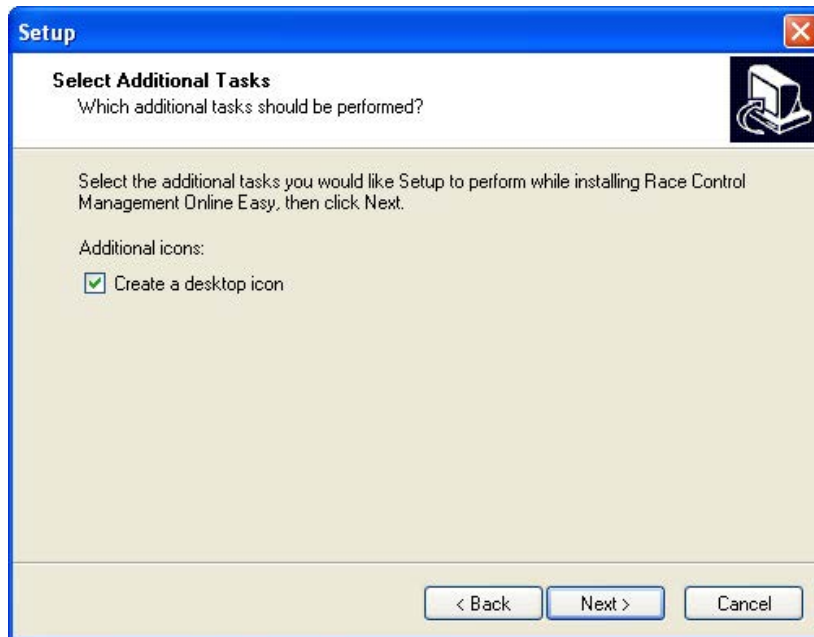 Setup
Select Additional Tasks
Which additional tasks should be performed?
Select the additional tasks you would like Setup to perform while installing Race Control
Management Online Easy, then click Next.
Additional icons:
Create a desktop icon
< Back
Next >
Cancel